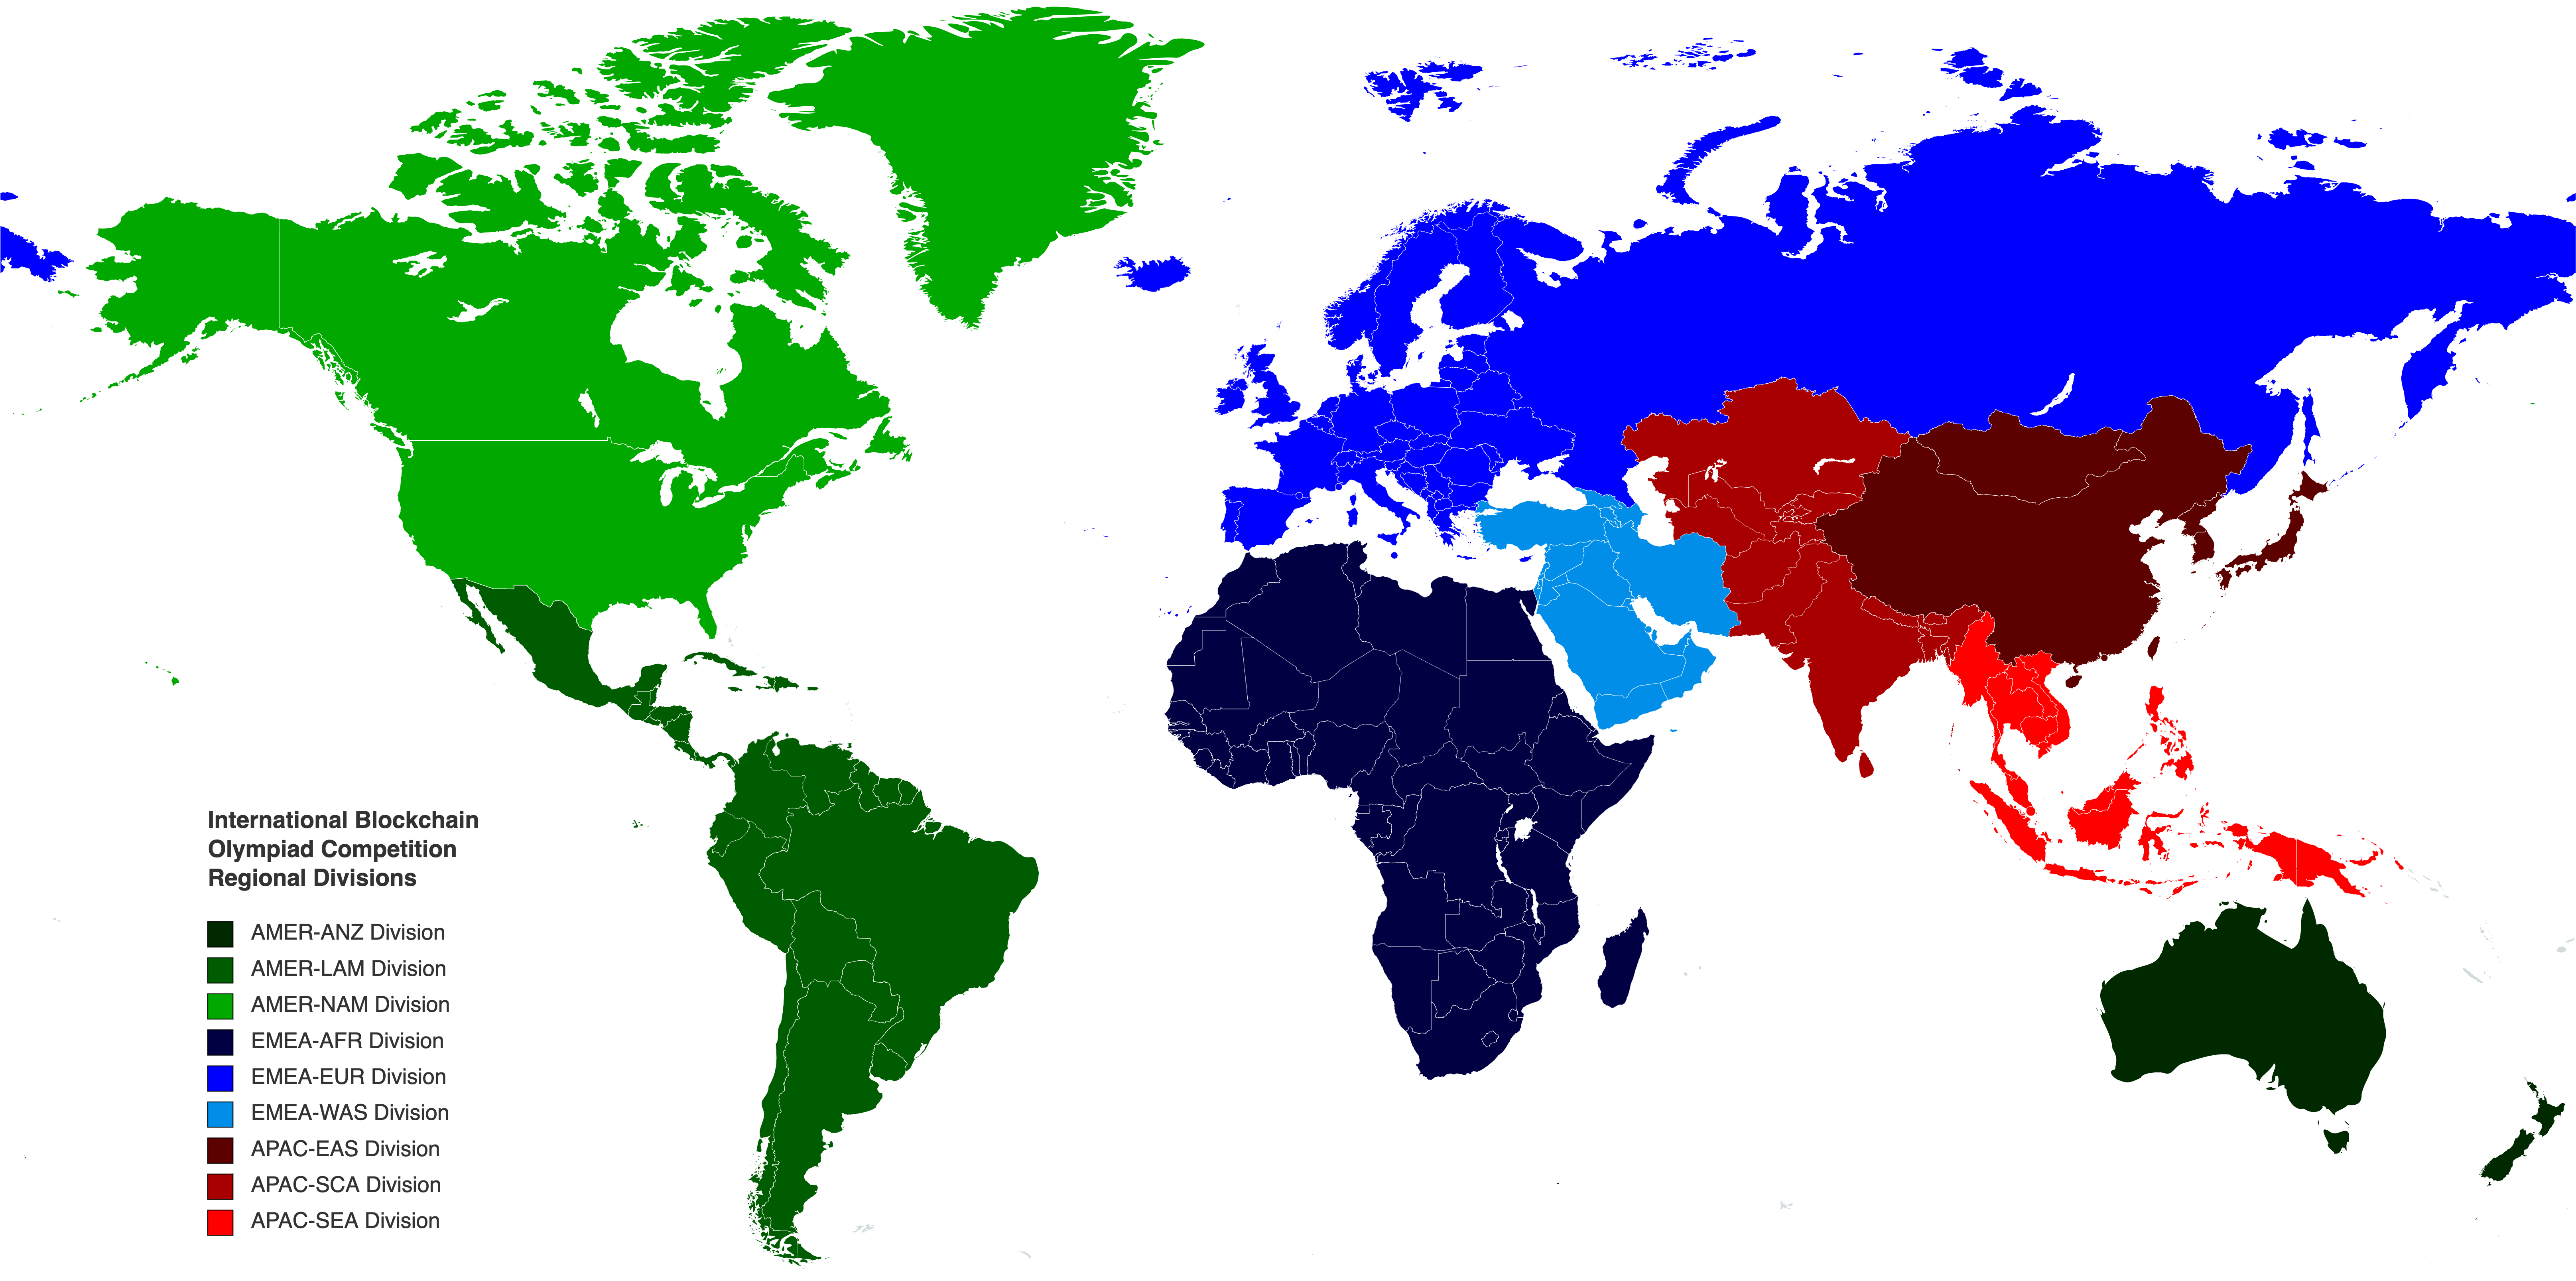 International Blockchain
Olympiad Competition
Regional Divisions
AMER-ANZ Division
AMER-LAM Division
AMER-NAM Division
EMEA-AFR Division
EMEA-EUR Division
EMEA-WAS Division
APAC-EAS Division
APAC-SCA Division
APAC-SEA Division